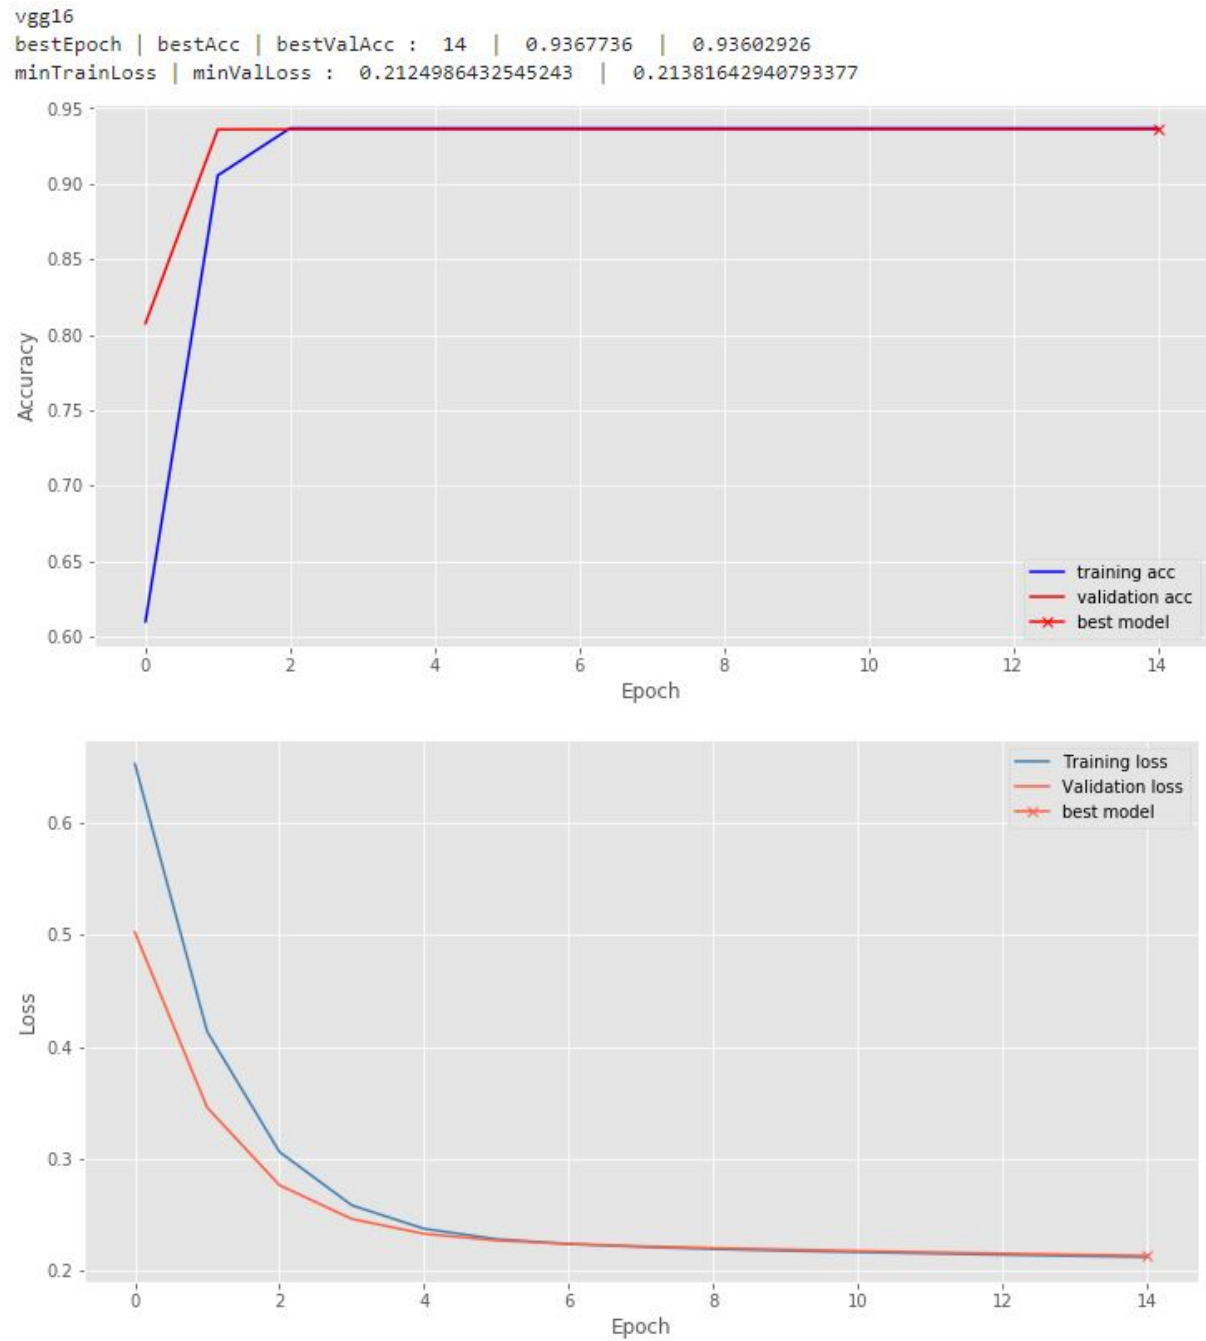 vgg16
bestEpoch | bestAcc | bestValAcc :  14  |  0.9367736  |  0.93602926
minTrainLoss | minValLoss :  0.2124986432545243  |  0.21381642940793377
0.95
0.90
0.85
0.80
0.75
0.70
0.65
0.60
Accuracy
training acc
validation acc
best model
0 2 4 6 8 10 12 14
Epoch
Training loss
Validation loss
best model
0.6
0.5
0.4
0.3
0.2
Loss
0 2 4 6 8 10 12 14
Epoch